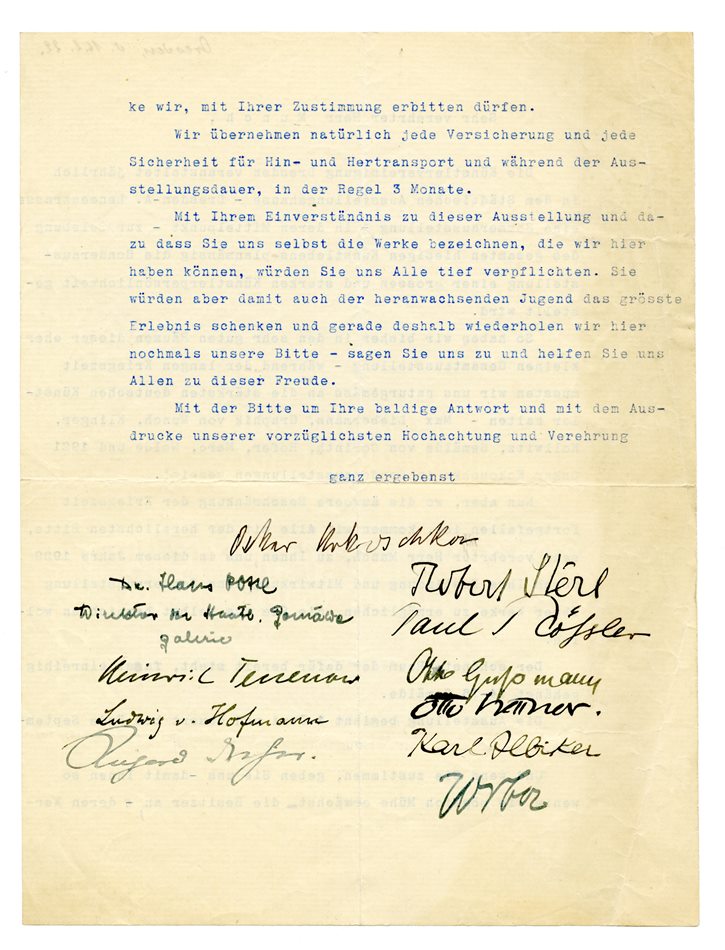 ke wir, mit Ihrer Zustimmung erbitten dürfen.
Wir übernehmen natürlich jede Versicherung und jede
Sicherheit für Hin- und Hertransport und während der Aus-
stellungsdauer, in der Regel 3 Monate.
Mit Ihrem Einverständnis zu dieser Ausstellung und da-
zu dass Sie uns selbst die Werke bezeichnen, die wir hier
haben können, würden Sie uns Alle tief verpflichten. Sie
würden aber damit auch der heranwachsenden Jugend das grösste
Erlebnis schenken und gerade deshalb wiederholen wir hier
nochmals unsere Bitte - sagen Sie uns zu und helfen Sie uns
Allen zu dieser Freude.
Mit der Bitte um Ihre baldige Antwort und mit dem Aus-
drucke unserer vorzüglichsten Hochachtung und Verehrung
ganz ergebenst
Oskar Kokoschka
Dr. Hans Posse
Direktor der Staatl. Gemälde
galerie
Heinrich Tessenow
Ludwig v. Hofmann
Richard
Robert Sterl
Paul Rößler
Otto Gußmann
Otto Hettner.
Karl Albiker